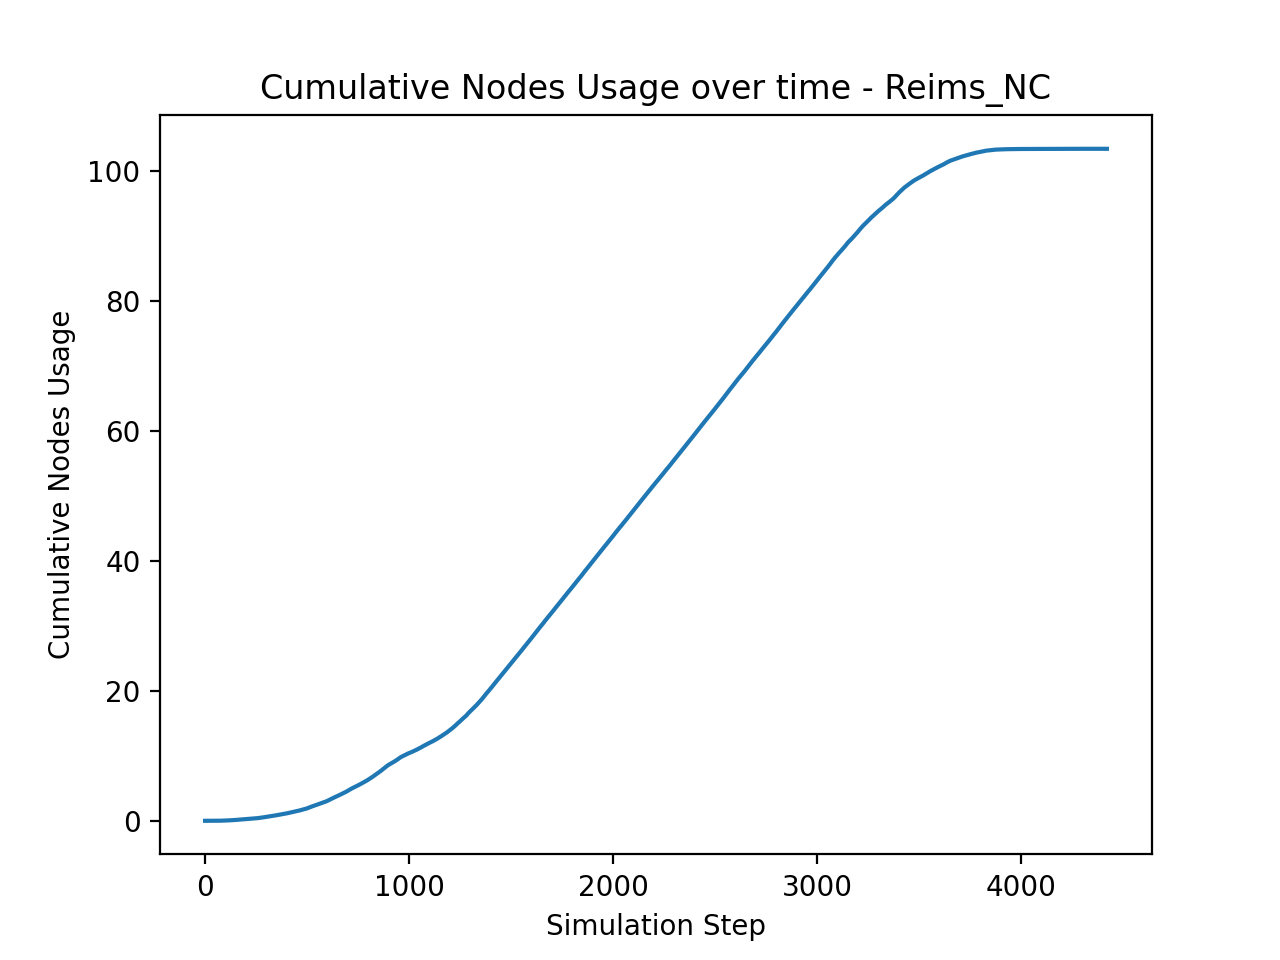 Cumulative Nodes Usage over time - Reims_NC
100
80
60
40
20
0
Cumulative Nodes Usage
0 1000 2000 3000 4000
Simulation Step